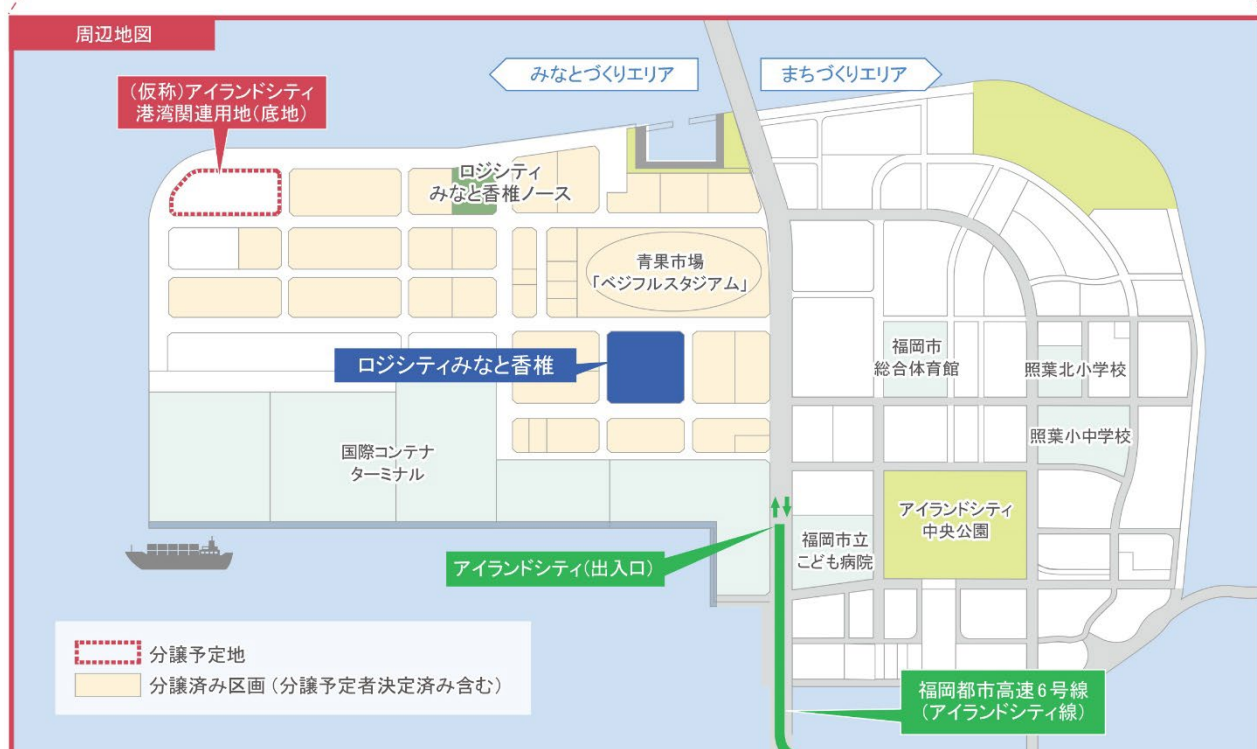 周辺地図
みなとづくりエリア
まちづくりエリア
(仮称)アイランドシティ
港湾関連用地(底地)
ロジシティ
みなと香椎ノース
青果市場
「ベジフルスタジアム」
ロジシティみなと香椎
福岡市
総合体育館
照葉北小学校
照葉小中学校
国際コンテナ
ターミナル
アイランドシティ
中央公園
福岡市立
こども病院
アイランドシティ(出入口)
分譲予定地
分譲済み区画(分譲予定者決定済み含む)
福岡都市高速6号線
(アイランドシティ線)